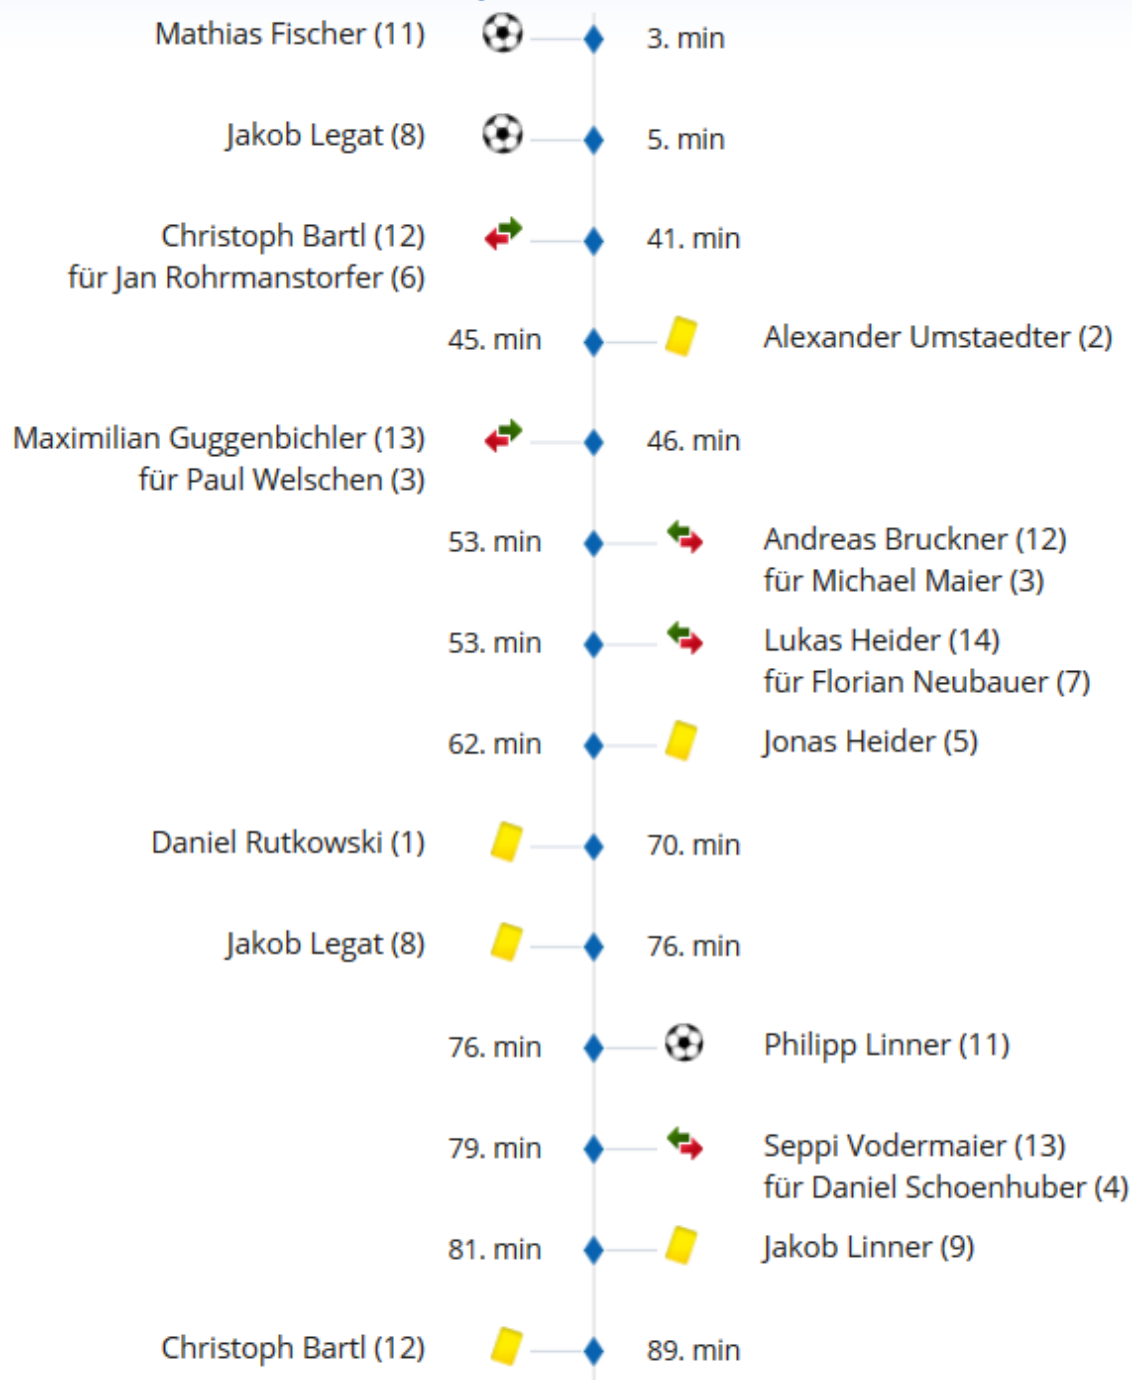 Mathias Fischer (11) 3. min
Jakob Legat (8) 5. min
Christoph Bartl (12) 41. min
für Jan Rohrmanstorfer (6)
45. min Alexander Umstaedter (2)
Maximilian Guggenbichler (13) 46. min
für Paul Welschen (3)
53. min Andreas Bruckner (12)
für Michael Maier (3)
53. min Lukas Heider (14)
für Florian Neubauer (7)
62. min Jonas Heider (5)
Daniel Rutkowski (1) 70. min
Jakob Legat (8) 76. min
76. min Philipp Linner (11)
79. min Seppi Vodermaier (13)
für Daniel Schoenhuber (4)
81. min Jakob Linner (9)
Christoph Bartl (12) 89. min